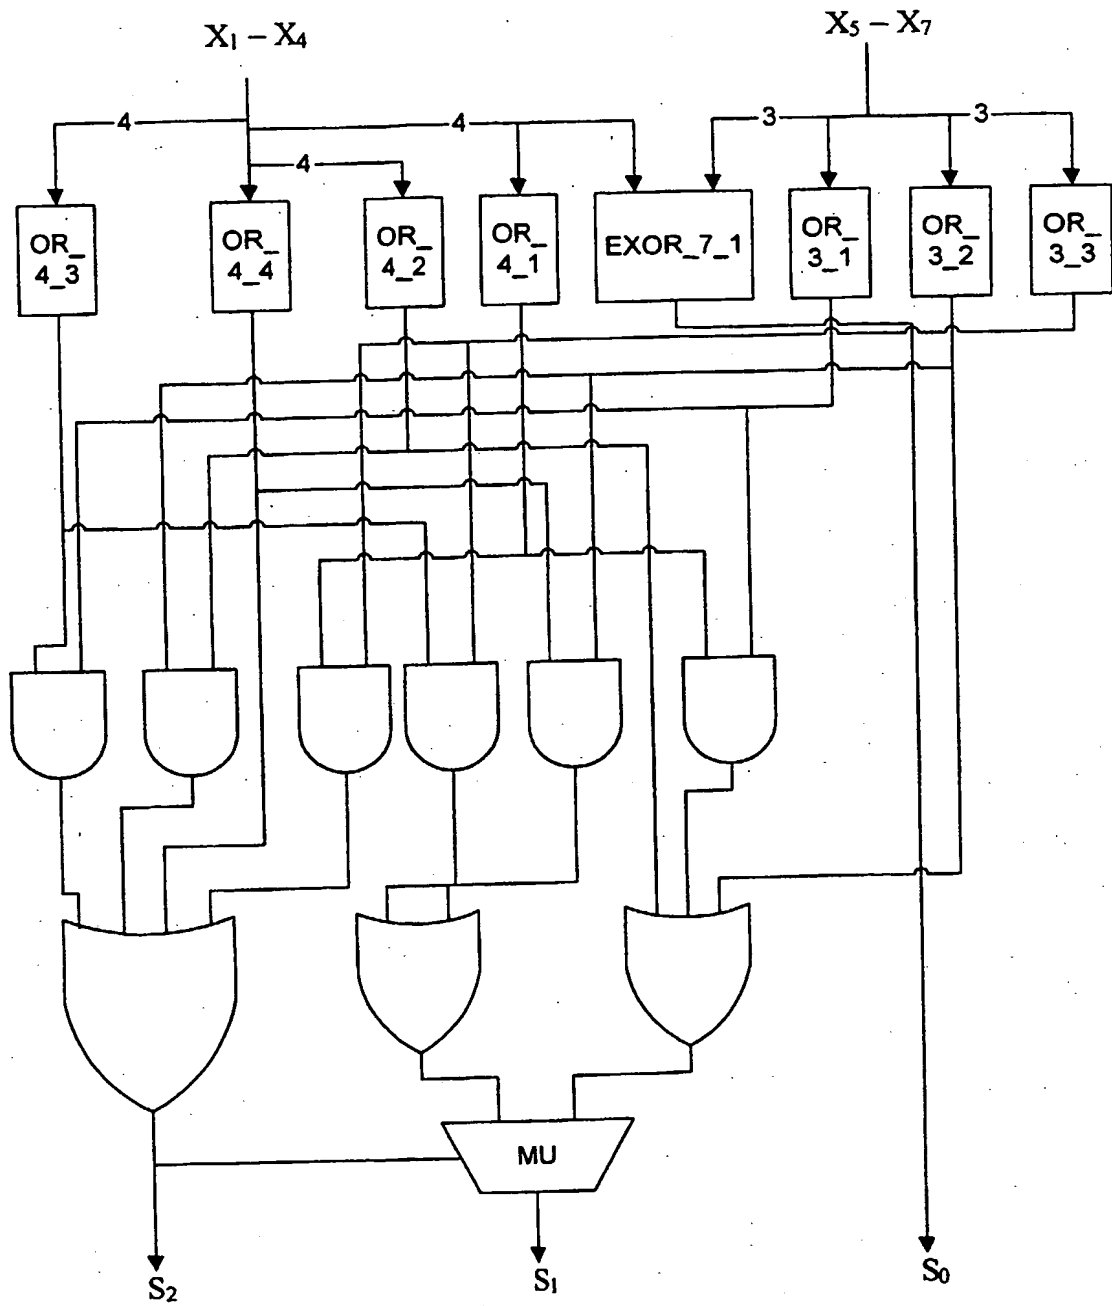 X₁ – X₄
X₅ – X₇
4
4
3
3
4
OR_
4_3
OR_
4_4
OR_
4_2
OR_
4_1
EXOR_7_1
OR_
3_1
OR_
3_2
OR_
3_3
MU
S₂
S₁
S₀